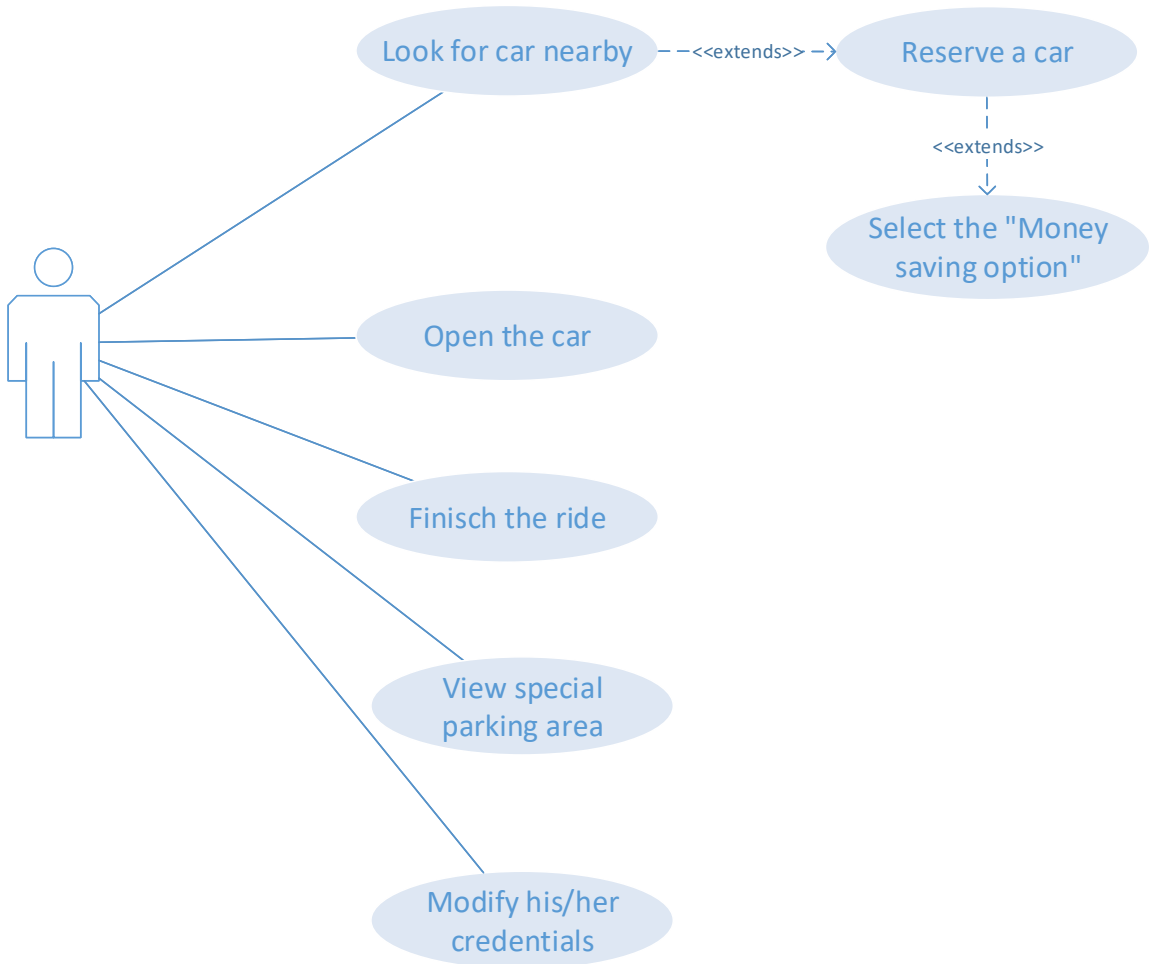 Look for car nearby
<<extends>>
Reserve a car
<<extends>>
Select the "Money
saving option"
Open the car
Finisch the ride
View special
parking area
Modify his/her
credentials